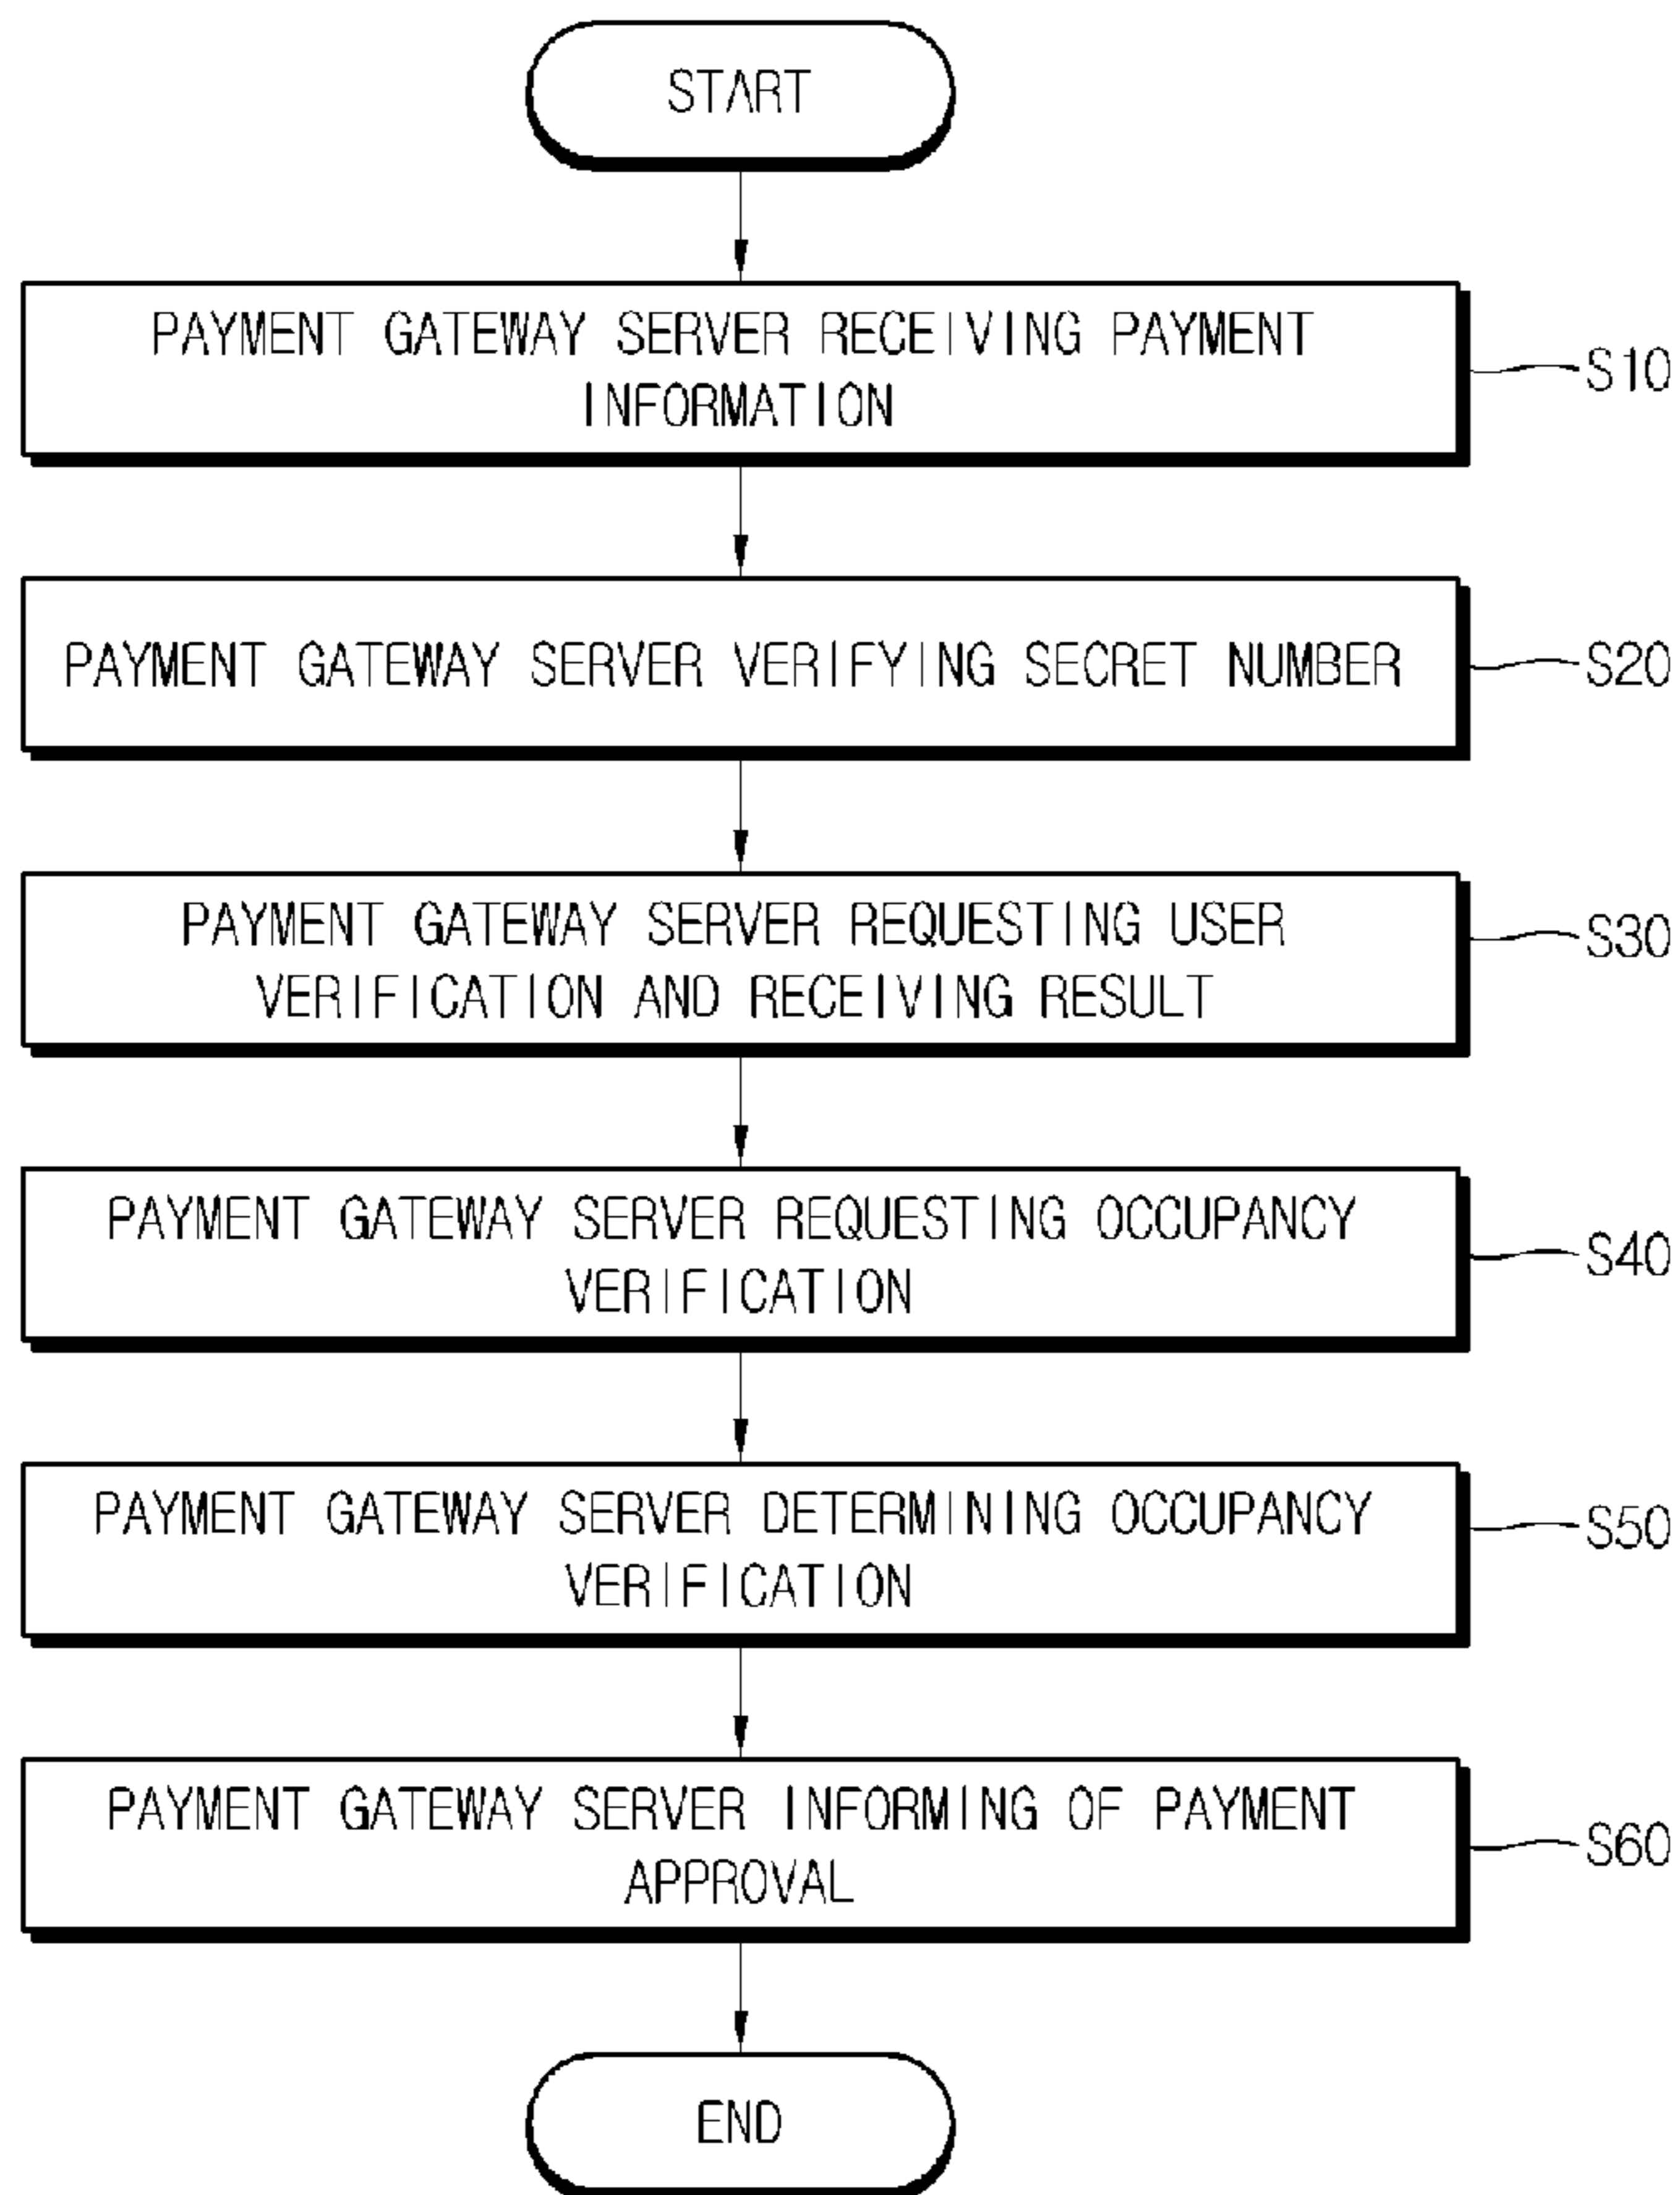 START
PAYMENT GATEWAY SERVER RECEIVING PAYMENT
INFORMATION
S10
PAYMENT GATEWAY SERVER VERIFYING SECRET NUMBER
S20
PAYMENT GATEWAY SERVER REQUESTING USER
VERIFICATION AND RECEIVING RESULT
S30
PAYMENT GATEWAY SERVER REQUESTING OCCUPANCY
VERIFICATION
S40
PAYMENT GATEWAY SERVER DETERMINING OCCUPANCY
VERIFICATION
S50
PAYMENT GATEWAY SERVER INFORMING OF PAYMENT
APPROVAL
S60
END